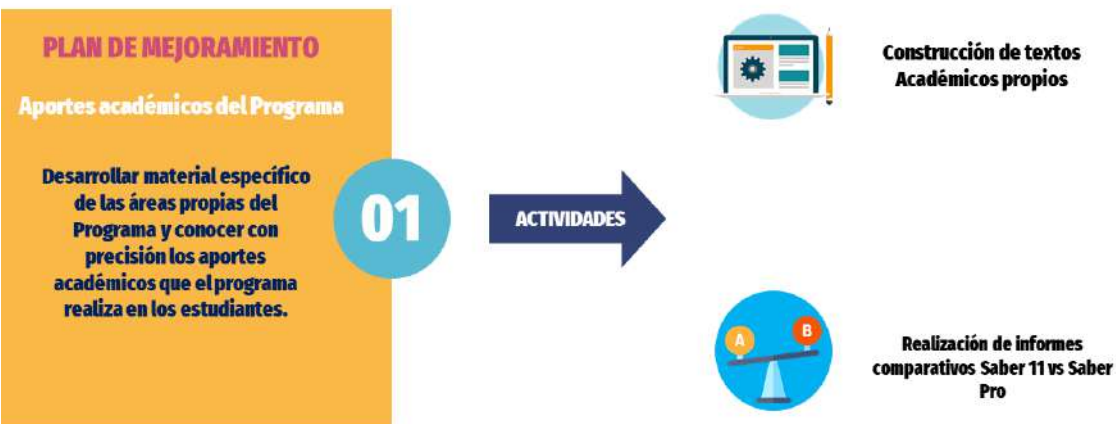 PLAN DE MEJORAMIENTO
Aportes académicos del Programa
Desarrollar material específico
de las áreas propias del
Programa y conocer con
precisión los aportes
académicos que el programa
realiza en los estudiantes.
01
ACTIVIDADES
Construcción de textos
Académicos propios
A
B
Realización de informes
comparativos Saber 11 vs Saber
Pro